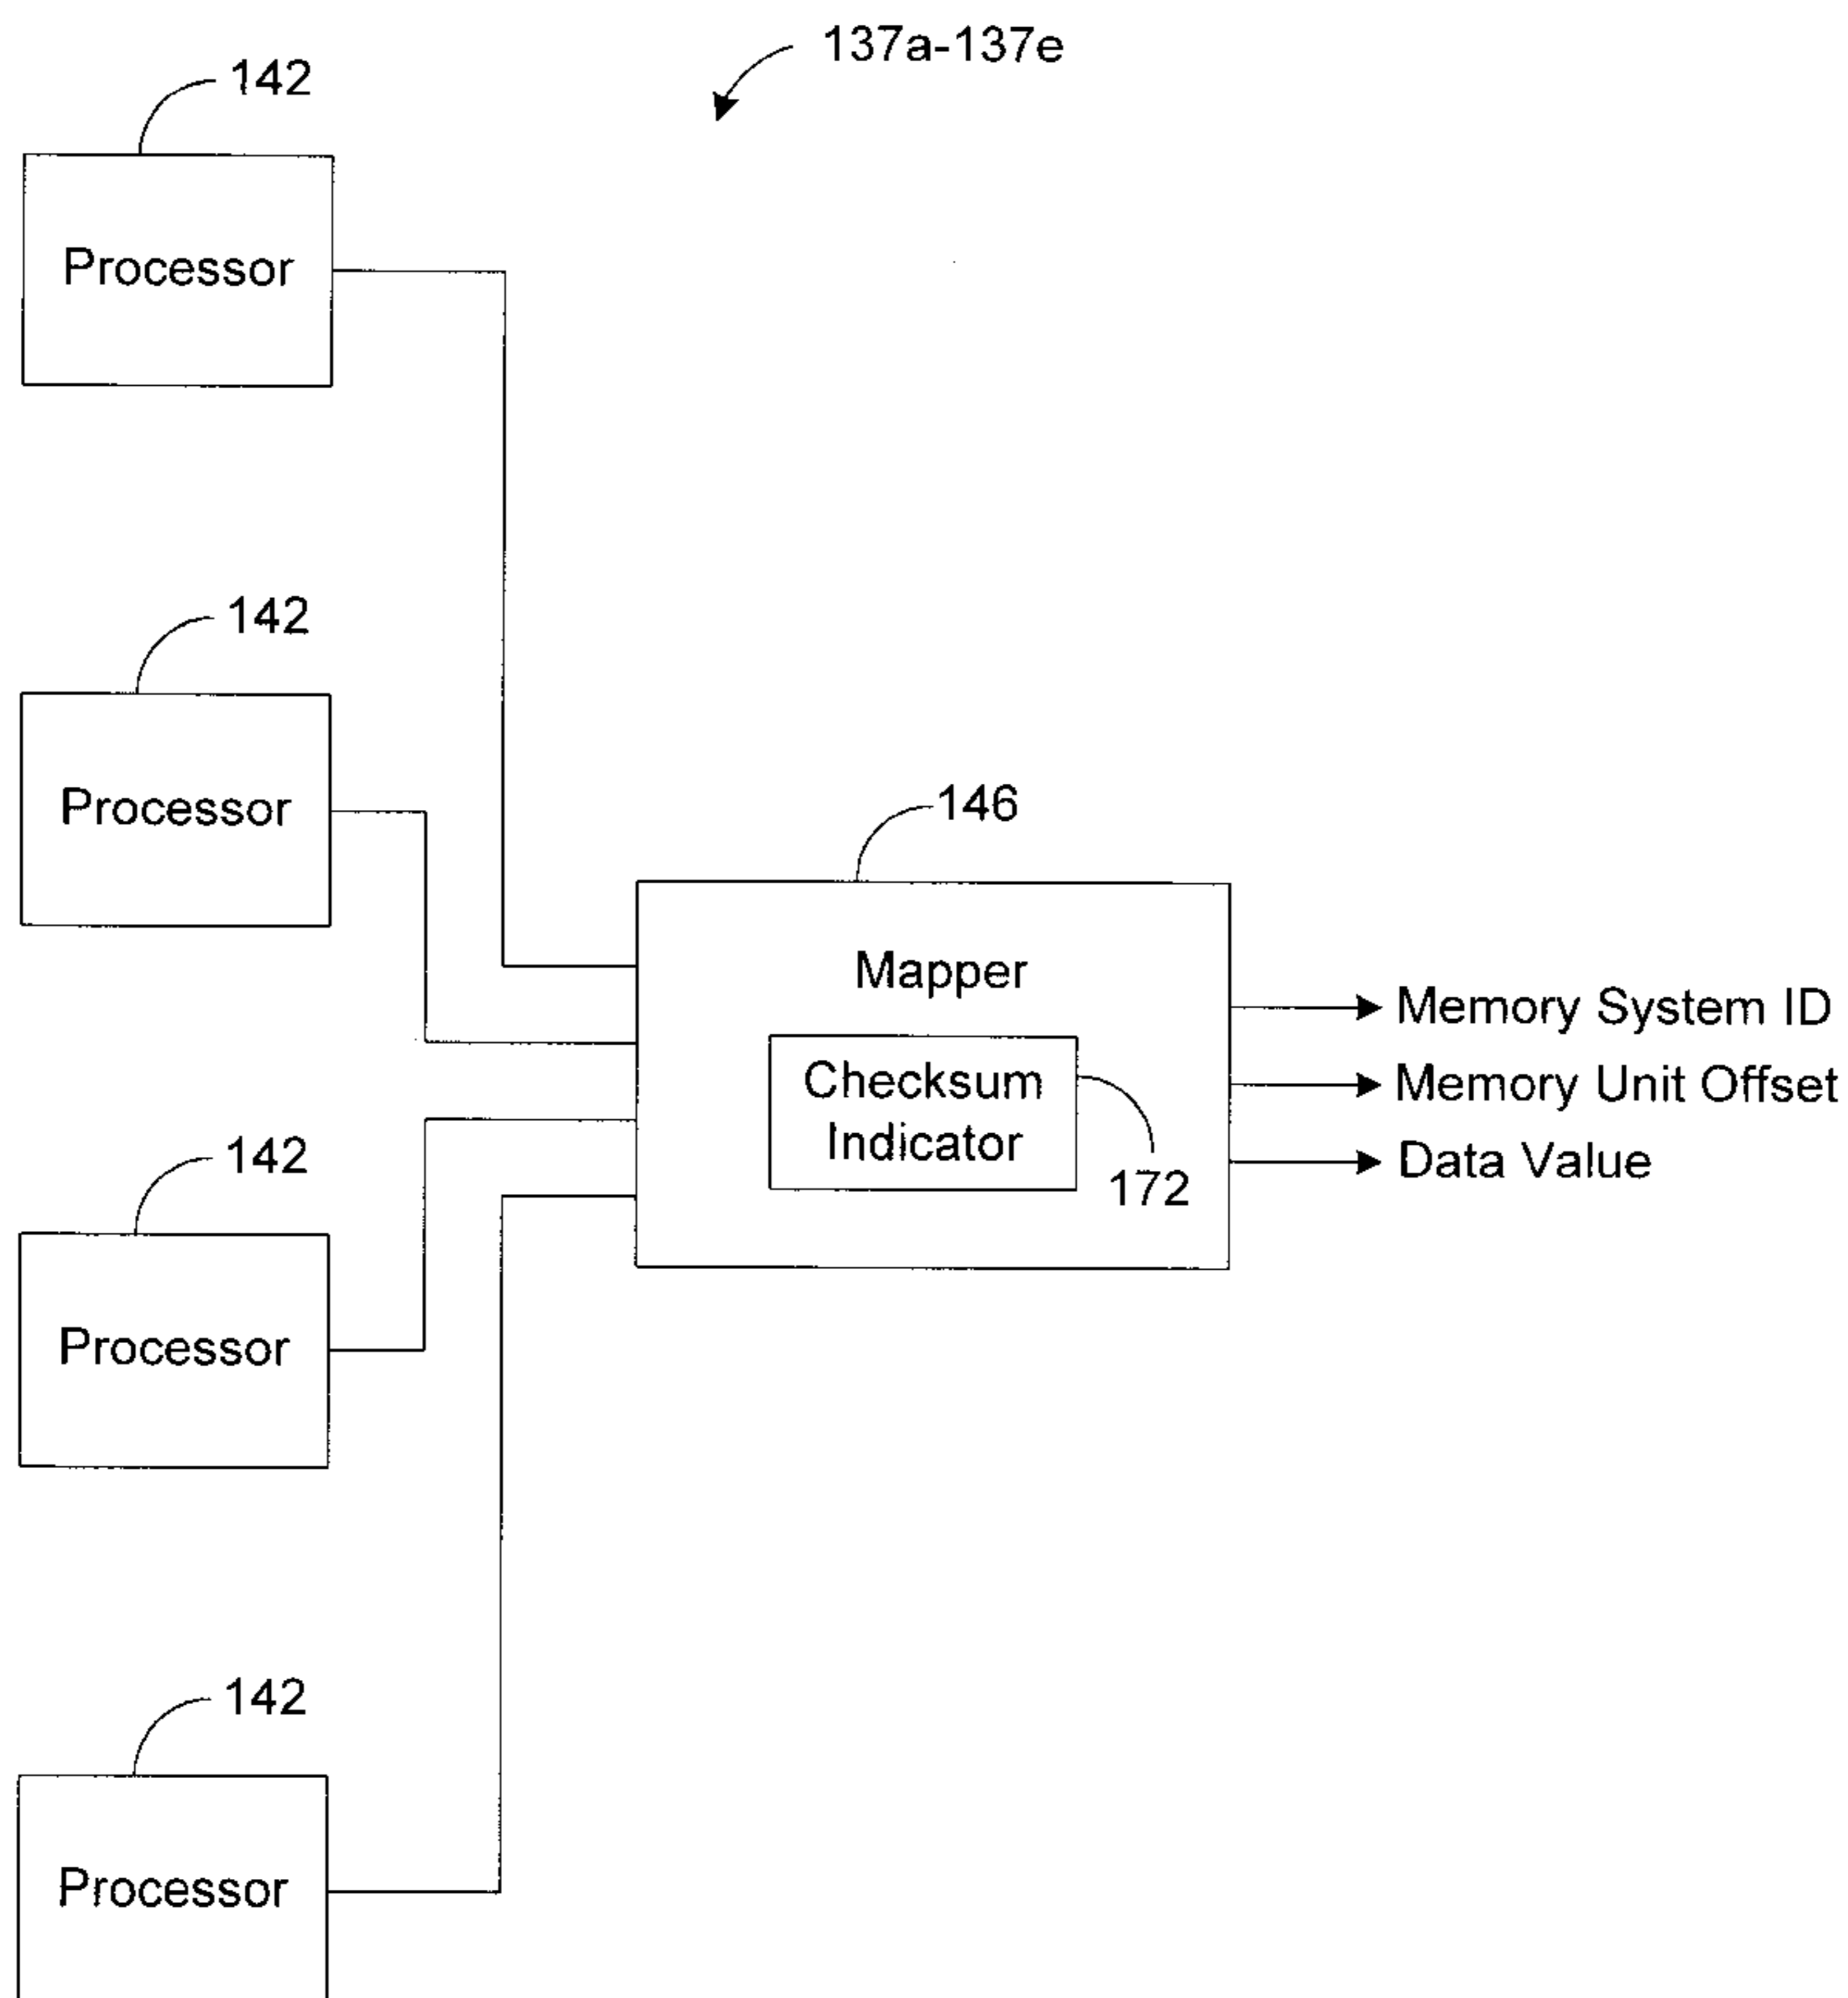 137a-137e
142
Processor
142
Processor
146
Mapper
Checksum
Indicator
172
Memory System ID
Memory Unit Offset
Data Value
142
Processor
142
Processor